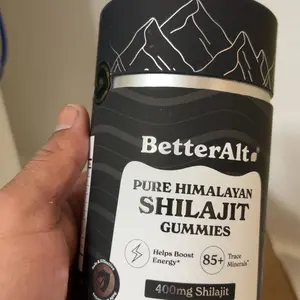 BetterAlt
PURE HIMALAYAN
SHILAJIT
GUMMIES
Helps Boost
Energy*
85+
Trace
Minerals*
400mg Shilajit